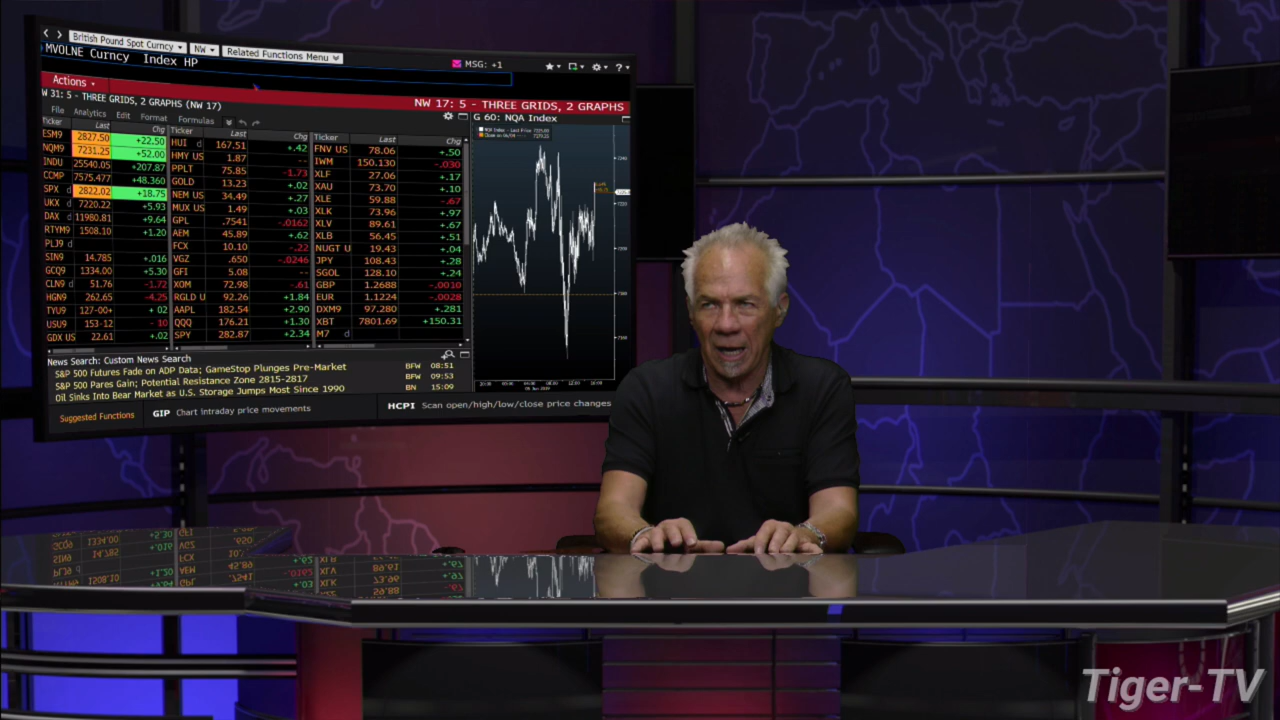 British Pound Spot Curncy NW Related Functions Menu
MVOLNE Curncy Index HP
MSG: +1
Actions
W 31: 5 - THREE GRIDS, 2 GRAPHS (NW 17) NW 17: 5 - THREE GRIDS, 2 GRAPHS
File Analytics Edit Format Formulas
G 60: NQA Index
Ticker Last Chg Ticker Last Chg Ticker Last Chg
ESM9 2827.50 +22.50 HUI d 167.51 +.42 FNV US 78.06 +.50
NQM9 7231.25 +52.00 HMY US 1.87 -- IWM 150.130 -.030
INDU 25540.05 +207.87 PPLT 75.85 -1.73 XLF 27.06 +.17
CCMP 7575.477 +48.360 GOLD 13.23 +.02 XAU 73.70 +.10
SPX d 2822.02 +18.75 NEM US 34.49 +.27 XLE 59.88 -.67
UKX d 7220.22 +5.93 MUX US 1.49 +.03 XLK 73.96 +.97
DAX d 11980.81 +9.64 GPL .7541 -.0162 XLV 89.61 +.67
RTYM9 1508.10 +1.20 AEM 45.89 +.62 XLB 56.45 +.51
PLJ9 d FCX 10.10 -.22 NUGT U 19.43 +.04
SIN9 14.785 +.016 VGZ .650 -.0246 JPY 108.43 +.28
GCQ9 1334.00 +5.30 GFI 5.08 -- SGOL 128.10 +.24
CLN9 d 51.76 -1.72 XOM 72.98 -.61 GBP 1.2688 -.0010
HGN9 262.65 -4.25 RGLD U 92.26 +1.84 EUR 1.1224 -.0028
TYU9 127-00+ + 02 AAPL 182.54 +2.90 DXM9 97.280 +.281
USU9 153-12 - 10 QQQ 176.21 +1.30 XBT 7801.69 +150.31
GDX US 22.61 +.02 SPY 282.87 +2.34 M7 d
News Search: Custom News Search
S&P 500 Futures Fade on ADP Data; GameStop Plunges Pre-Market BFW 08:51
S&P 500 Pares Gain; Potential Resistance Zone 2815-2817 BFW 09:53
Oil Sinks Into Bear Market as U.S. Storage Jumps Most Since 1990 BN 15:09
Suggested Functions GIP Chart intraday price movements HCPI Scan open/high/low/close price changes
Tiger-TV